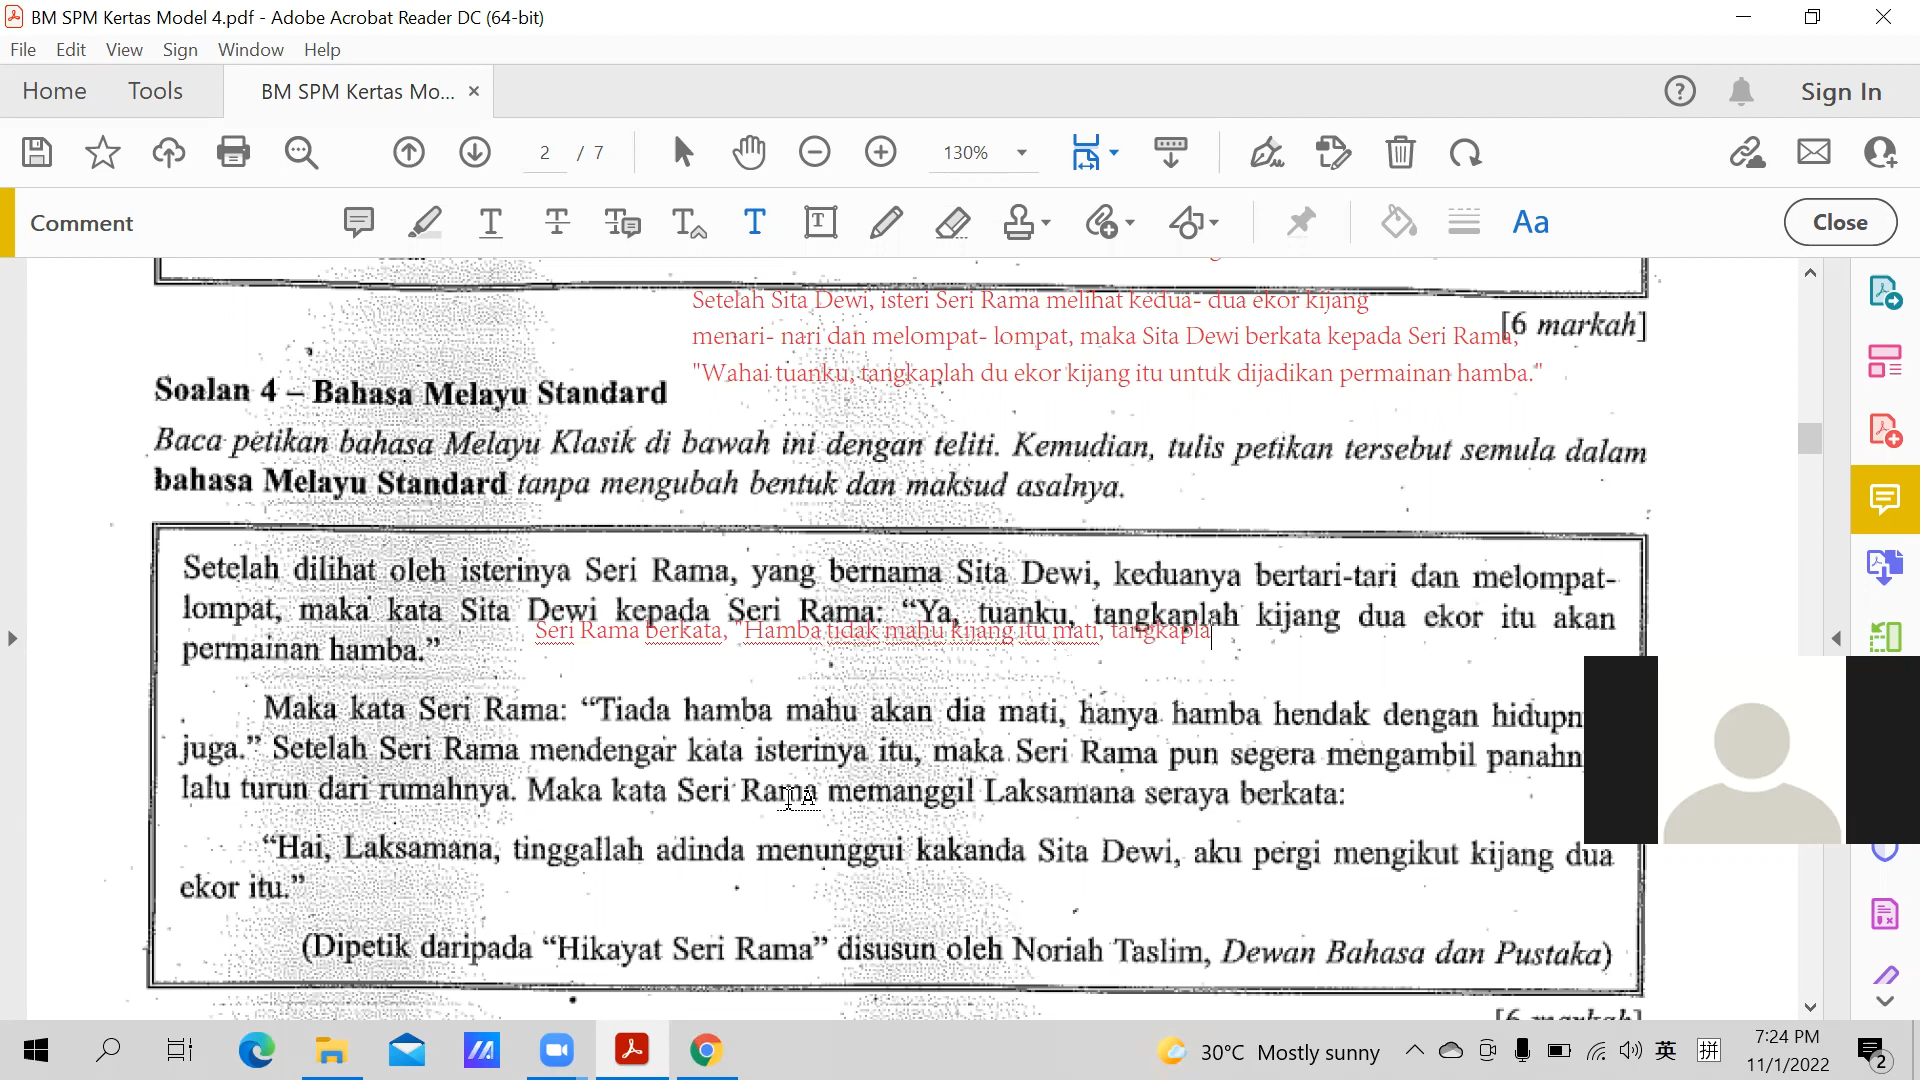 BM SPM Kertas Model 4.pdf - Adobe Acrobat Reader DC (64-bit)
File Edit View Sign Window Help
Home Tools BM SPM Kertas Mo... × Sign In
2 / 7 130%
Comment Close
Setelah Sita Dewi, isteri Seri Rama melihat kedua- dua ekor kijang
[6 markah]
menari- nari dan melompat- lompat, maka Sita Dewi berkata kepada Seri Rama,
"Wahai tuanku, tangkaplah du ekor kijang itu untuk dijadikan permainan hamba."
Soalan 4 – Bahasa Melayu Standard
Baca petikan bahasa Melayu Klasik di bawah ini dengan teliti. Kemudian, tulis petikan tersebut semula dalam
bahasa Melayu Standard tanpa mengubah bentuk dan maksud asalnya.
Setelah dilihat oleh isterinya Seri Rama, yang bernama Sita Dewi, keduanya bertari-tari dan melompat-
lompat, maka kata Sita Dewi kepada Seri Rama: “Ya, tuanku, tangkaplah kijang dua ekor itu akan
Seri Rama berkata, "Hamba tidak mahu kijang itu mati, tangkapla
permainan hamba.”
Maka kata Seri Rama: “Tiada hamba mahu akan dia mati, hanya hamba hendak dengan hidupn
juga.” Setelah Seri Rama mendengar kata isterinya itu, maka Seri Rama pun segera mengambil panahn
lalu turun dari rumahnya. Maka kata Seri Rama memanggil Laksamana seraya berkata:
“Hai, Laksamana, tinggallah adinda menunggui kakanda Sita Dewi, aku pergi mengikut kijang dua
ekor itu.”
(Dipetik daripada “Hikayat Seri Rama” disusun oleh Noriah Taslim, Dewan Bahasa dan Pustaka)
[6 markah]
30°C Mostly sunny 英 拼 7:24 PM
11/1/2022 2